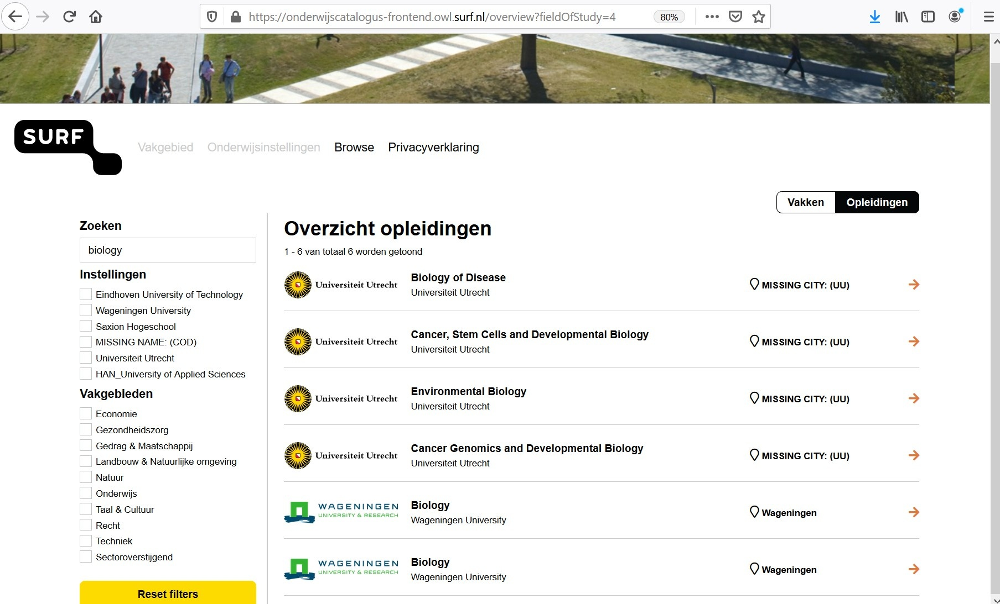 https://onderwijscatalogus-frontend.owl.surf.nl/overview?fieldOfStudy=4
80%
SURF
Vakgebied
Onderwijsinstellingen
Browse
Privacyverklaring
Vakken
Opleidingen
Zoeken
biology
Instellingen
Eindhoven University of Technology
Wageningen University
Saxion Hogeschool
MISSING NAME: (COD)
Universiteit Utrecht
HAN_University of Applied Sciences
Vakgebieden
Economie
Gezondheidszorg
Gedrag & Maatschappij
Landbouw & Natuurlijke omgeving
Natuur
Onderwijs
Taal & Cultuur
Recht
Techniek
Sectoroverstijgend
Reset filters
Overzicht opleidingen
1 - 6 van totaal 6 worden getoond
Universiteit Utrecht
Biology of Disease
Universiteit Utrecht
MISSING CITY: (UU)
Universiteit Utrecht
Cancer, Stem Cells and Developmental Biology
Universiteit Utrecht
MISSING CITY: (UU)
Universiteit Utrecht
Environmental Biology
Universiteit Utrecht
MISSING CITY: (UU)
Universiteit Utrecht
Cancer Genomics and Developmental Biology
Universiteit Utrecht
MISSING CITY: (UU)
WAGENINGEN
UNIVERSITY & RESEARCH
Biology
Wageningen University
Wageningen
WAGENINGEN
UNIVERSITY & RESEARCH
Biology
Wageningen University
Wageningen